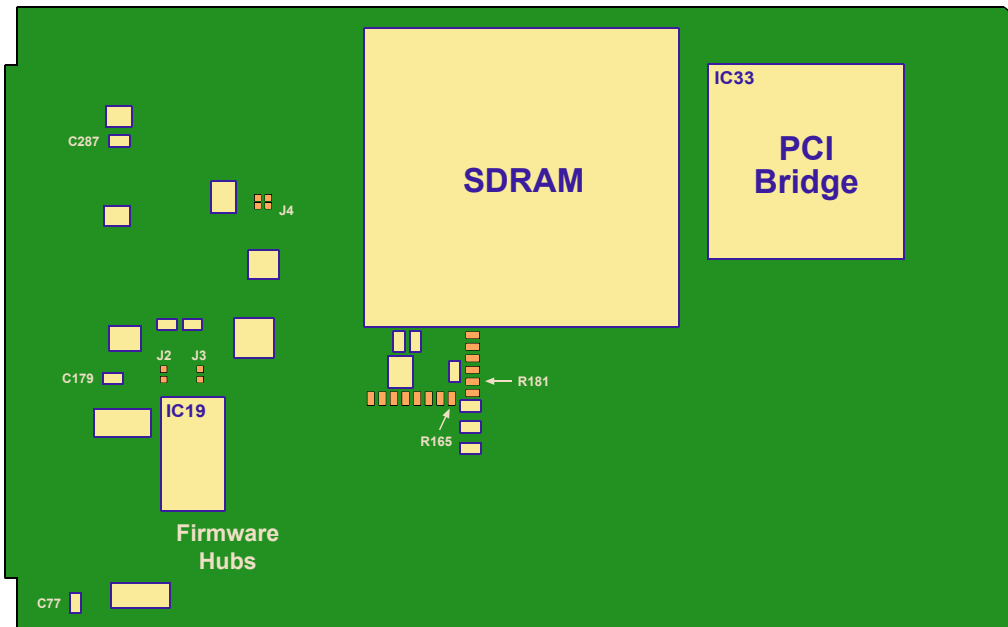 IC33
C287
SDRAM
PCI
Bridge
J4
J2
J3
C179
R181
IC19
R165
Firmware
Hubs
C77